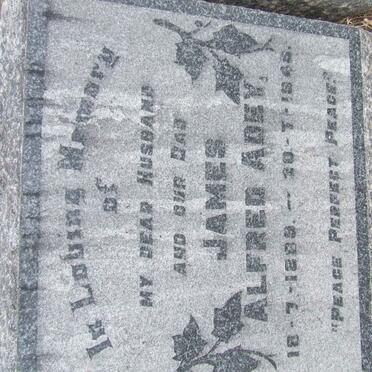 In Loving Memory
of
MY DEAR HUSBAND
AND OUR DAD
JAMES
ALFRED ADEY.
"PEACE PERFECT PEACE."